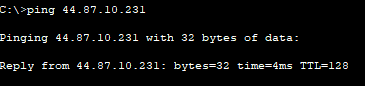 C:\>ping 44.87.10.231
Pinging 44.87.10.231 with 32 bytes of data:
Reply from 44.87.10.231: bytes=32 time=4ms TTL=128